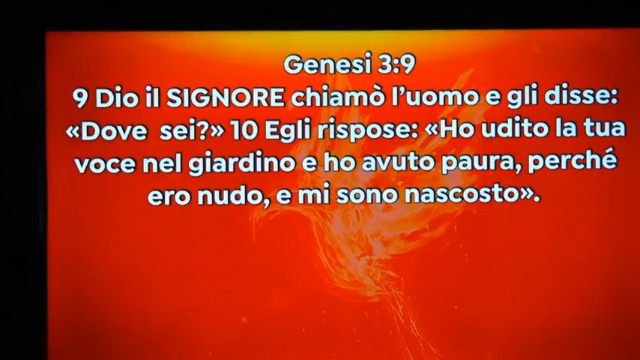 Genesi 3:9
9 Dio il SIGNORE chiamò l’uomo e gli disse:
«Dove sei?» 10 Egli rispose: «Ho udito la tua
voce nel giardino e ho avuto paura, perché
ero nudo, e mi sono nascosto».